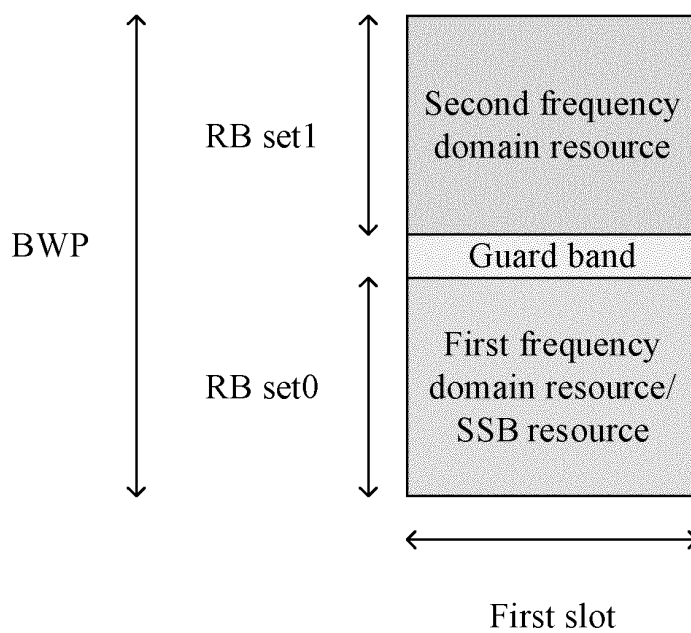 Second frequency
domain resource
RB set1
BWP
Guard band
First frequency
domain resource/
SSB resource
RB set0
First slot